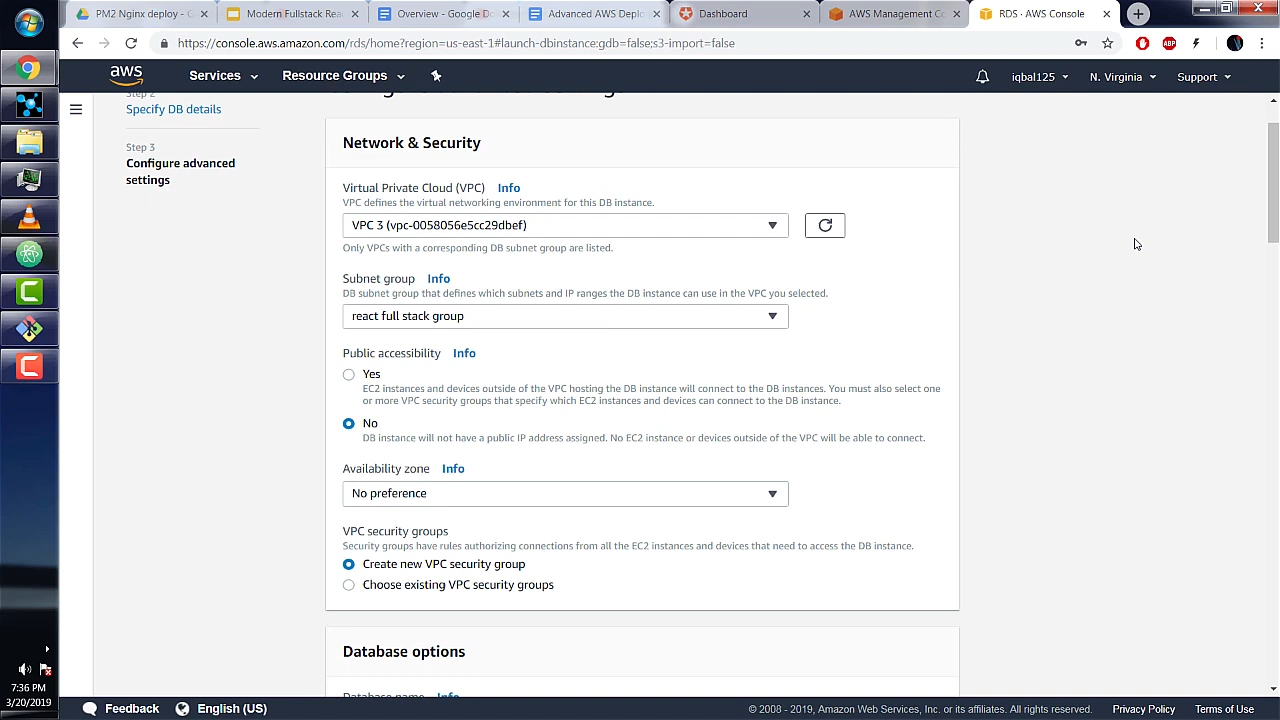 PM2 Nginx deploy - G
Modern Fullstack Rea
Overview-
Advanced AWS Deplo
Dashboard
AWS Management Co
RDS · AWS Console
https://console.aws.amazon.com/rds/home?region=us-east-1#launch-dbinstance:gdb=false;s3-import=false
ABP
aws
Services
Resource Groups
iqbal125
N. Virginia
Support
Step 2
Specify DB details
Step 3
Configure advanced
settings
Network & Security
Virtual Private Cloud (VPC) Info
VPC defines the virtual networking environment for this DB instance.
VPC 3 (vpc-0058056e5cc29dbef)
Only VPCs with a corresponding DB subnet group are listed.
Subnet group Info
DB subnet group that defines which subnets and IP ranges the DB instance can use in the VPC you selected.
react full stack group
Public accessibility Info
Yes
EC2 instances and devices outside of the VPC hosting the DB instance will connect to the DB instances. You must also select one
or more VPC security groups that specify which EC2 instances and devices can connect to the DB instance.
No
DB instance will not have a public IP address assigned. No EC2 instance or devices outside of the VPC will be able to connect.
Availability zone Info
No preference
VPC security groups
Security groups have rules authorizing connections from all the EC2 instances and devices that need to access the DB instance.
Create new VPC security group
Choose existing VPC security groups
Database options
Database name Info
7:36 PM
3/20/2019
Feedback
English (US)
© 2008 - 2019, Amazon Web Services, Inc. or its affiliates. All rights reserved.
Privacy Policy
Terms of Use